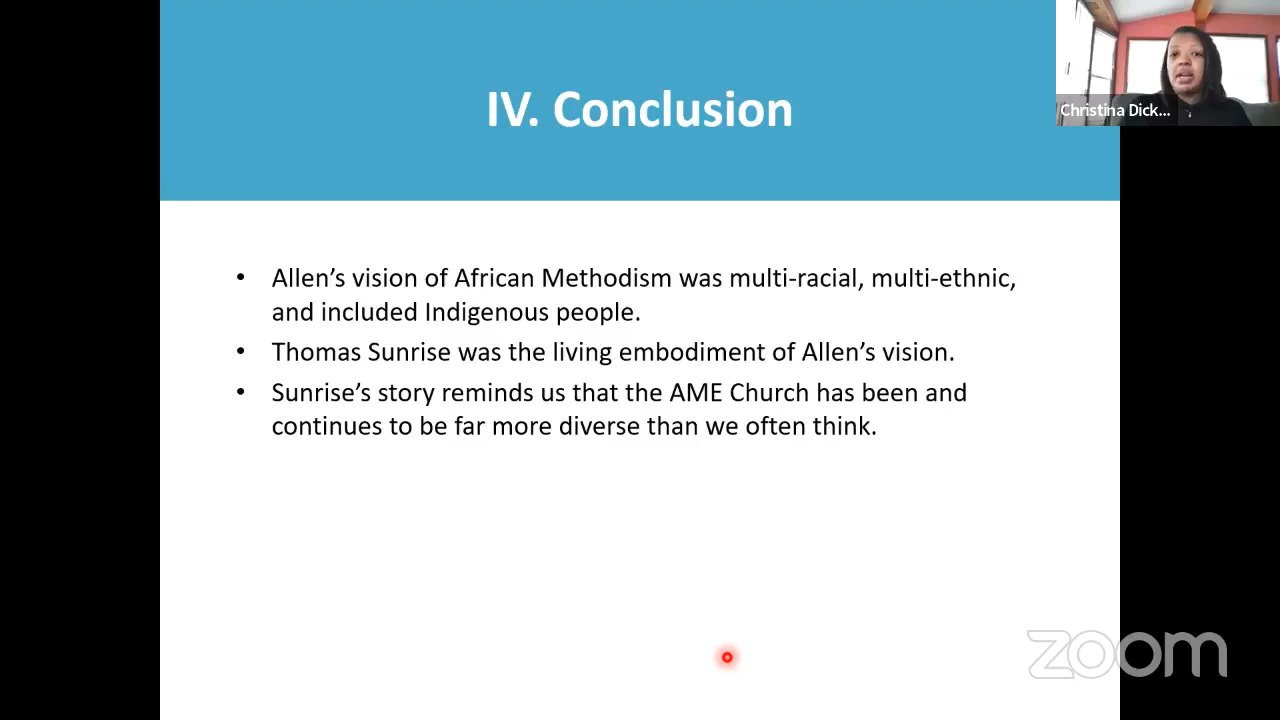 IV. Conclusion
Christina Dick...
• Allen’s vision of African Methodism was multi-racial, multi-ethnic,
and included Indigenous people.
• Thomas Sunrise was the living embodiment of Allen’s vision.
• Sunrise’s story reminds us that the AME Church has been and
continues to be far more diverse than we often think.
zoom